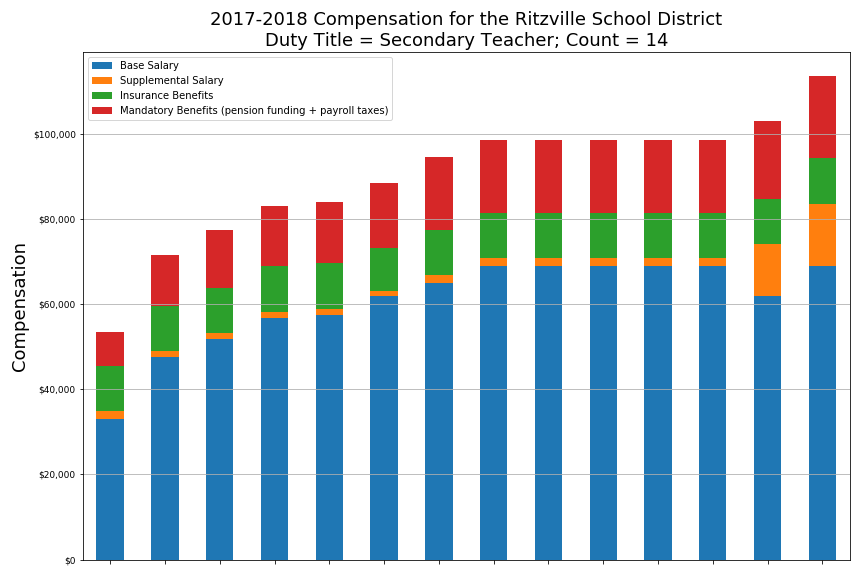 2017-2018 Compensation for the Ritzville School District
Duty Title = Secondary Teacher; Count = 14
Base Salary
Supplemental Salary
Insurance Benefits
Mandatory Benefits (pension funding + payroll taxes)
Compensation
$100,000
$80,000
$60,000
$40,000
$20,000
$0